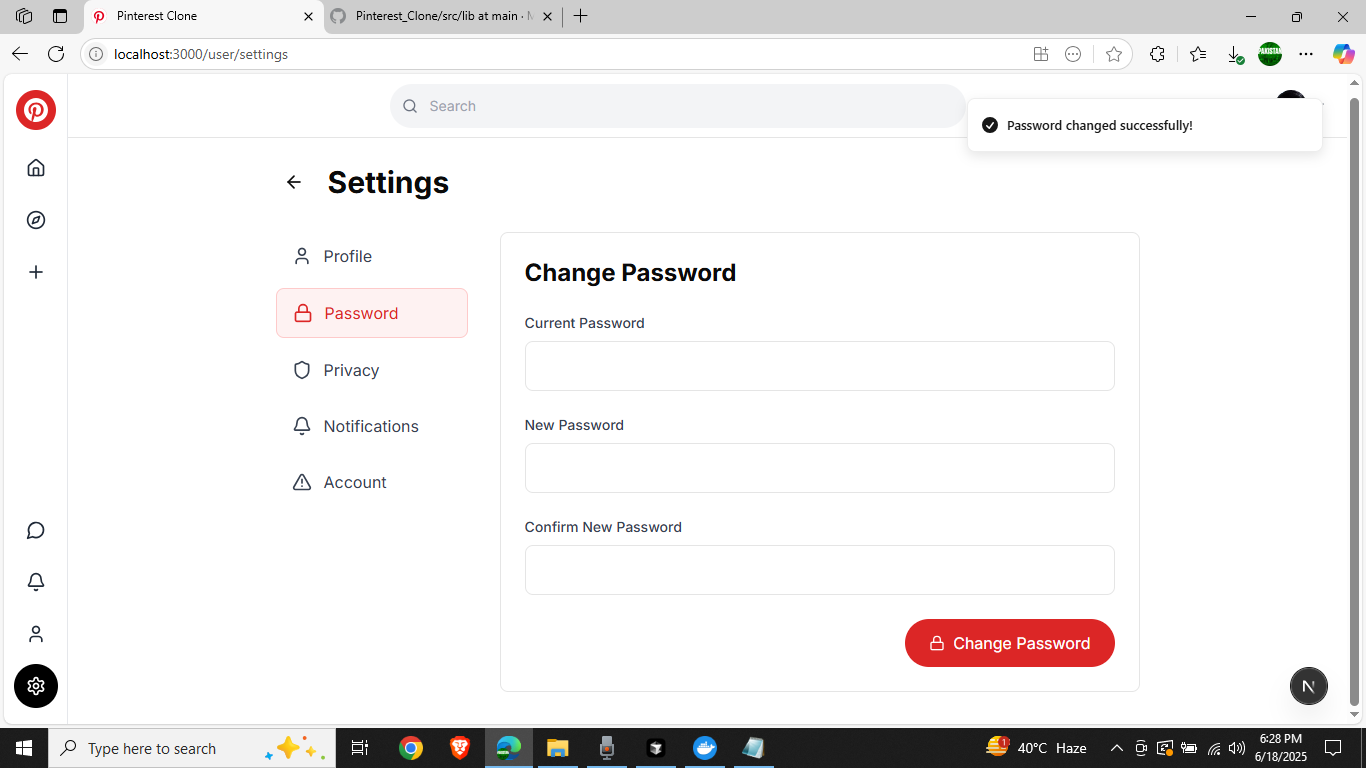 Pinterest Clone
Pinterest_Clone/src/lib at main ·
localhost:3000/user/settings
PAKISTAN
Search
Password changed successfully!
Settings
Profile
Password
Privacy
Notifications
Account
Change Password
Current Password
New Password
Confirm New Password
Change Password
N
Type here to search
1
40°C Haze
6:28 PM
6/18/2025